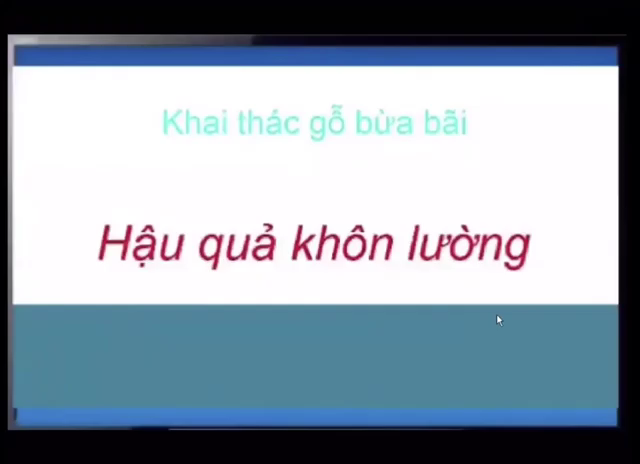 Khai thác gỗ bừa bãi
Hậu quả khôn lường